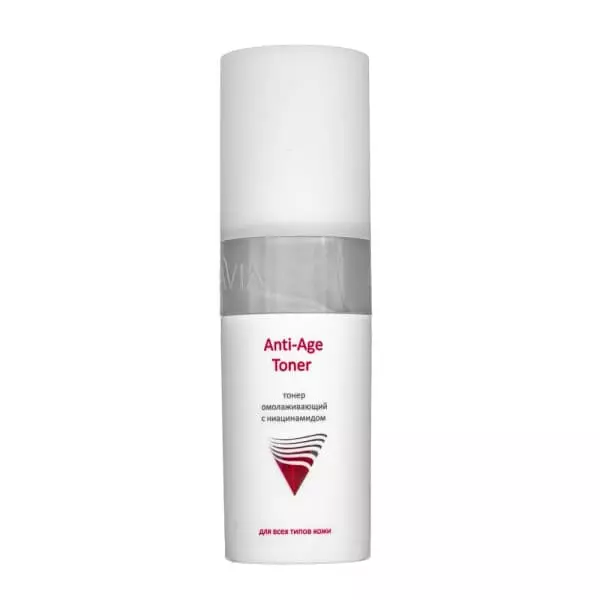 Anti-Age
Toner
тонер
омолаживающий
с ниацинамидом
для всех типов кожи